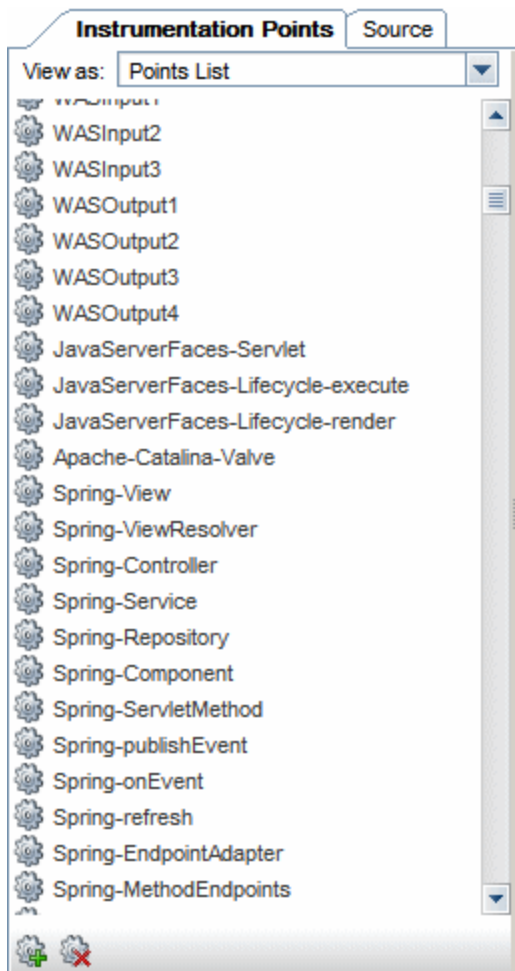 Instrumentation Points Source
View as: Points List
WASInput1
WASInput2
WASInput3
WASOutput1
WASOutput2
WASOutput3
WASOutput4
JavaServerFaces-Servlet
JavaServerFaces-Lifecycle-execute
JavaServerFaces-Lifecycle-render
Apache-Catalina-Valve
Spring-View
Spring-ViewResolver
Spring-Controller
Spring-Service
Spring-Repository
Spring-Component
Spring-ServletMethod
Spring-publishEvent
Spring-onEvent
Spring-refresh
Spring-EndpointAdapter
Spring-MethodEndpoints